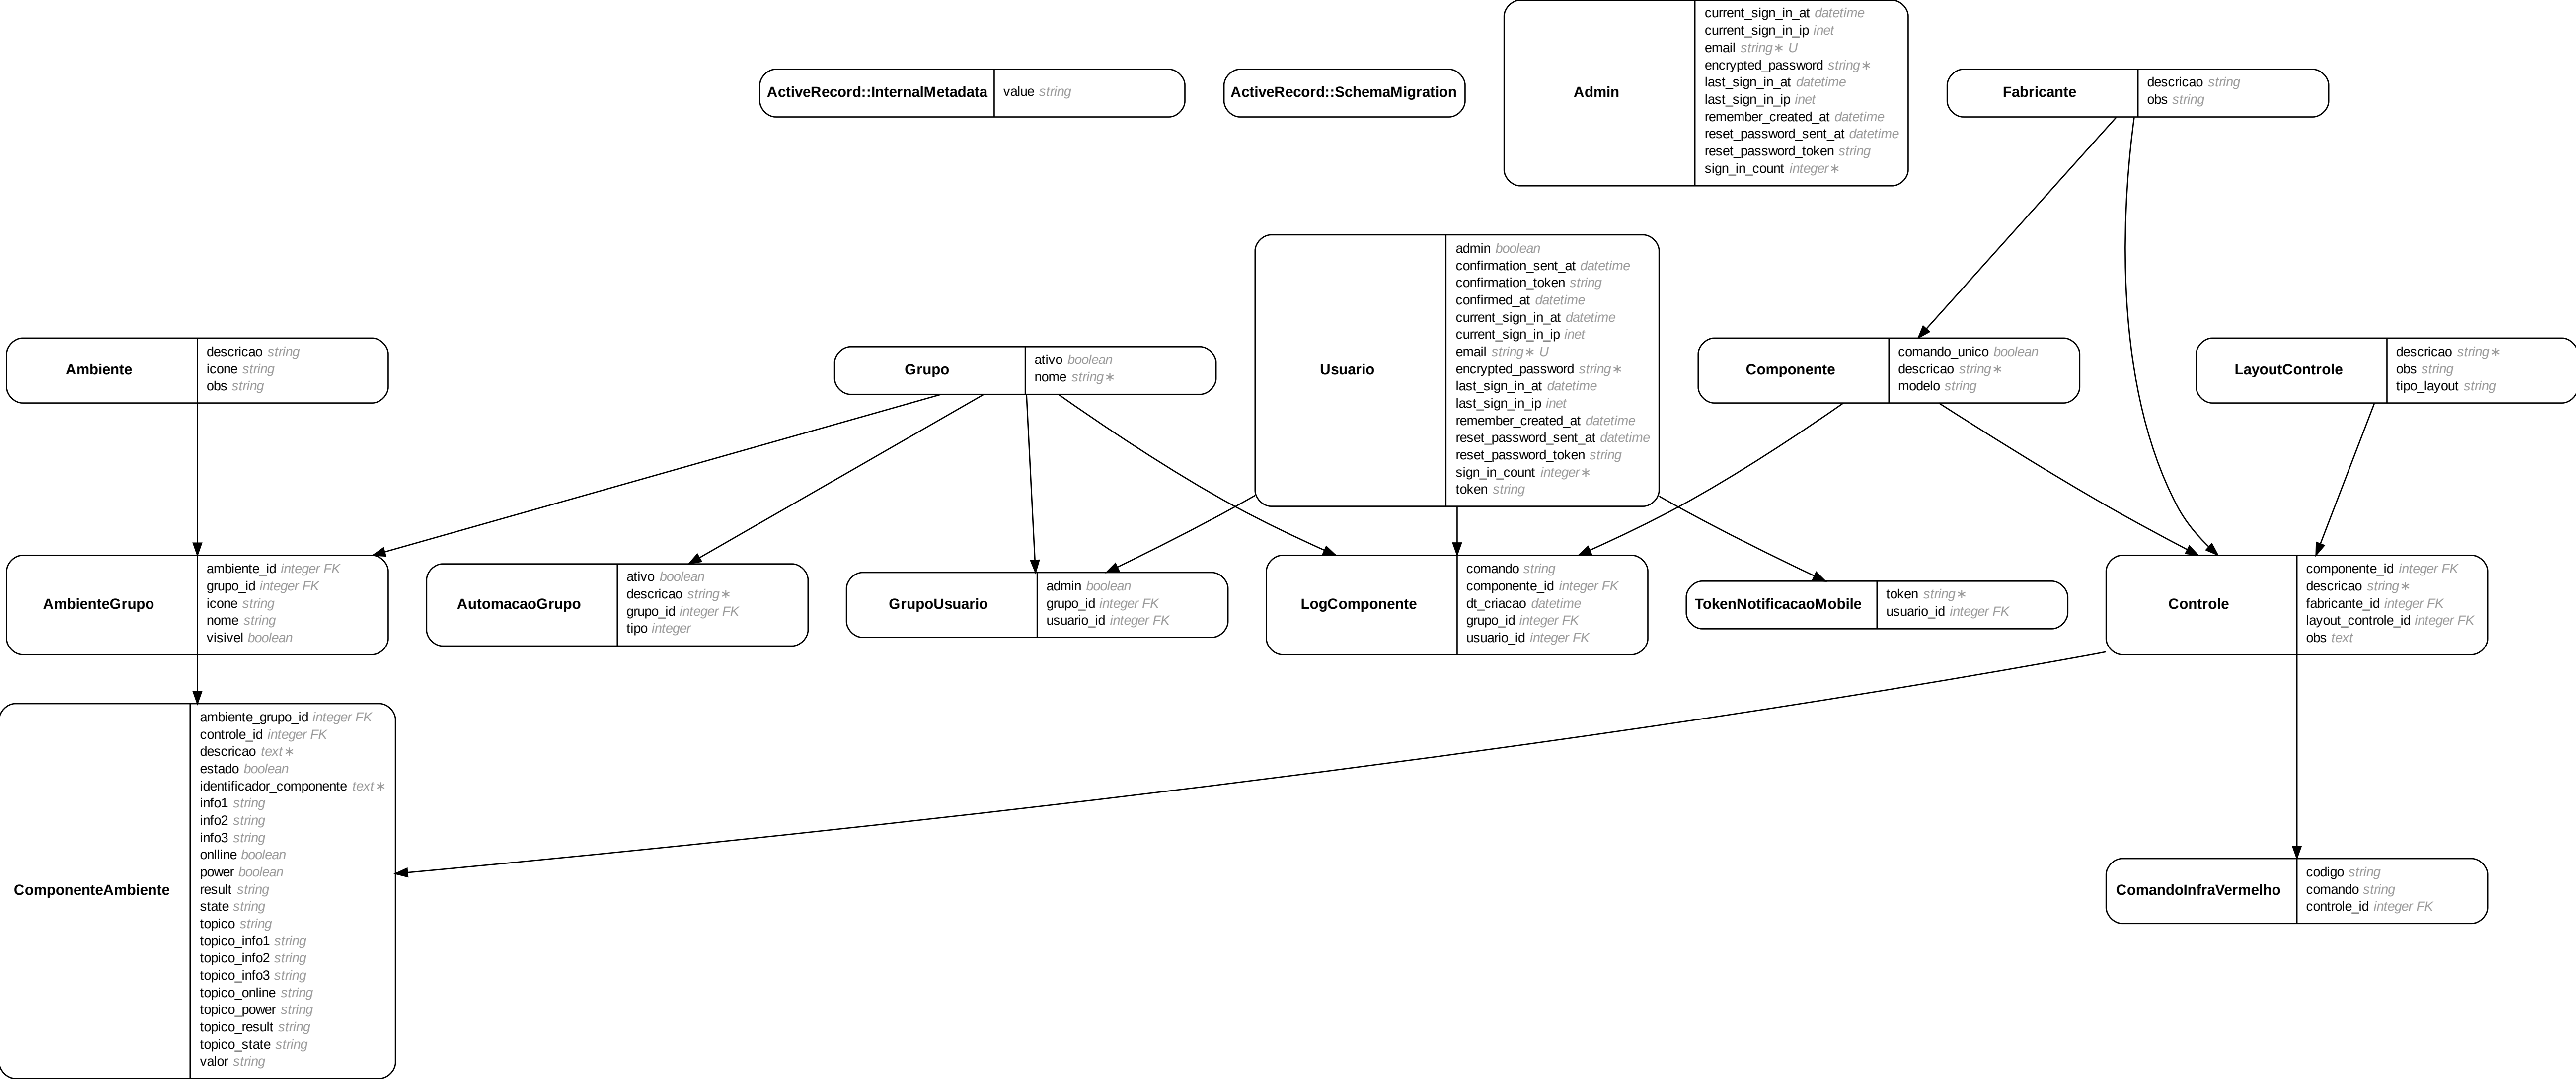 ActiveRecord::InternalMetadata
value string
ActiveRecord::SchemaMigration
Admin
current_sign_in_at datetime
current_sign_in_ip inet
email string∗ U
encrypted_password string∗
last_sign_in_at datetime
last_sign_in_ip inet
remember_created_at datetime
reset_password_sent_at datetime
reset_password_token string
sign_in_count integer∗
Fabricante
descricao string
obs string
Ambiente
descricao string
icone string
obs string
Grupo
ativo boolean
nome string∗
Usuario
admin boolean
confirmation_sent_at datetime
confirmation_token string
confirmed_at datetime
current_sign_in_at datetime
current_sign_in_ip inet
email string∗ U
encrypted_password string∗
last_sign_in_at datetime
last_sign_in_ip inet
remember_created_at datetime
reset_password_sent_at datetime
reset_password_token string
sign_in_count integer∗
token string
Componente
comando_unico boolean
descricao string∗
modelo string
LayoutControle
descricao string∗
obs string
tipo_layout string
AmbienteGrupo
ambiente_id integer FK
grupo_id integer FK
icone string
nome string
visivel boolean
AutomacaoGrupo
ativo boolean
descricao string∗
grupo_id integer FK
tipo integer
GrupoUsuario
admin boolean
grupo_id integer FK
usuario_id integer FK
LogComponente
comando string
componente_id integer FK
dt_criacao datetime
grupo_id integer FK
usuario_id integer FK
TokenNotificacaoMobile
token string∗
usuario_id integer FK
Controle
componente_id integer FK
descricao string∗
fabricante_id integer FK
layout_controle_id integer FK
obs text
ComponenteAmbiente
ambiente_grupo_id integer FK
controle_id integer FK
descricao text∗
estado boolean
identificador_componente text∗
info1 string
info2 string
info3 string
onlline boolean
power boolean
result string
state string
topico string
topico_info1 string
topico_info2 string
topico_info3 string
topico_online string
topico_power string
topico_result string
topico_state string
valor string
ComandoInfraVermelho
codigo string
comando string
controle_id integer FK